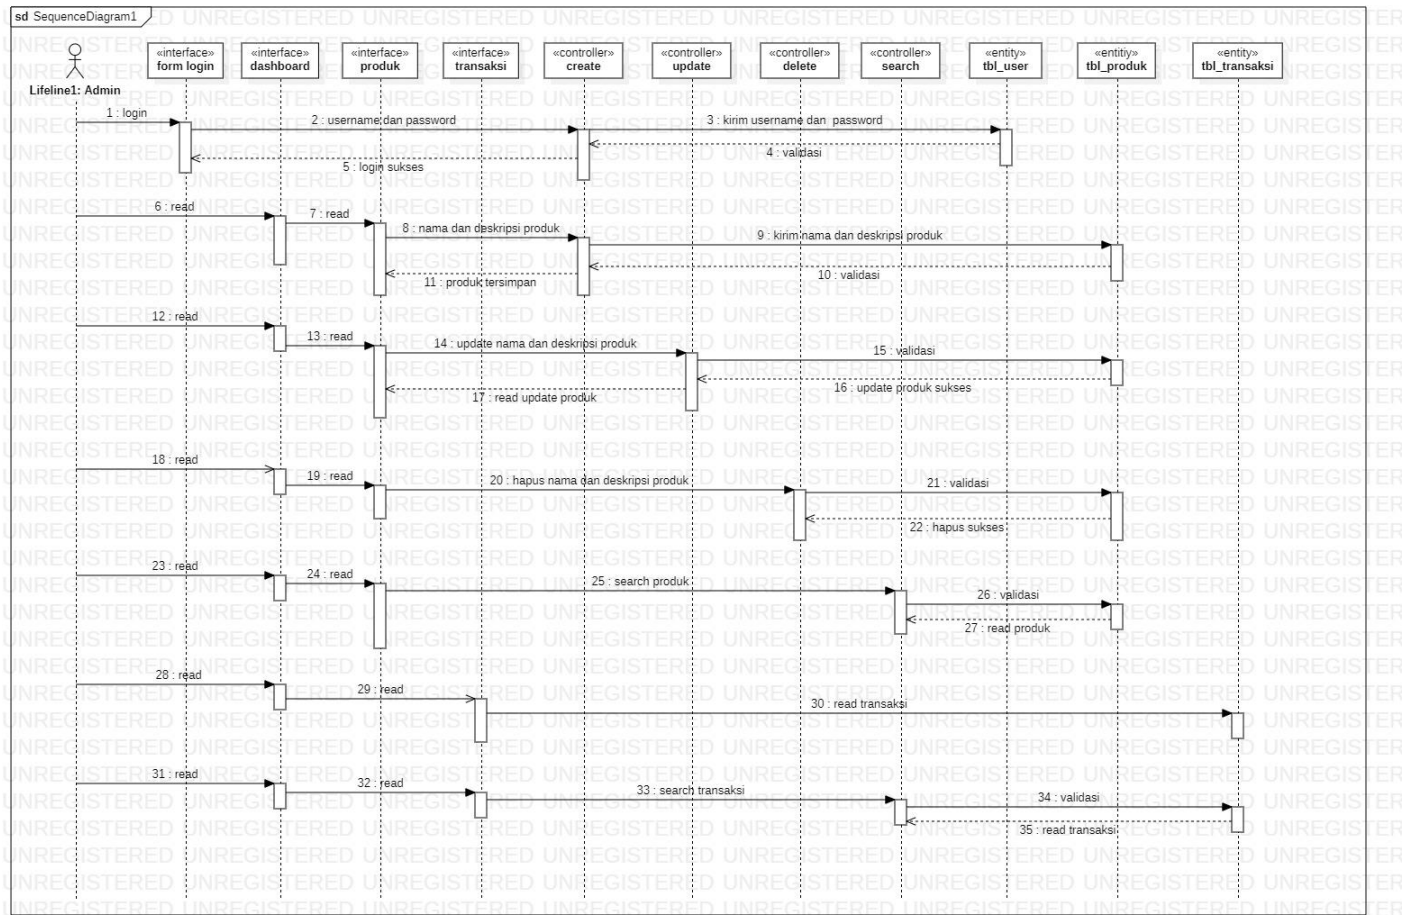 sd SequenceDiagram1
«interface» «interface» «interface» «interface» «controller» «controller» «controller» «controller» «entity» «entitiy» «entity»
form login dashboard produk transaksi create update delete search tbl_user tbl_produk tbl_transaksi
Lifeline1: Admin
1 : login
2 : username dan password
3 : kirim username dan password
4 : validasi
5 : login sukses
6 : read
7 : read
8 : nama dan deskripsi produk
9 : kirim nama dan deskripsi produk
10 : validasi
11 : produk tersimpan
12 : read
13 : read
14 : update nama dan deskripsi produk
15 : validasi
16 : update produk sukses
17 : read update produk
18 : read
19 : read
20 : hapus nama dan deskripsi produk
21 : validasi
22 : hapus sukses
23 : read
24 : read
25 : search produk
26 : validasi
27 : read produk
28 : read
29 : read
30 : read transaksi
31 : read
32 : read
33 : search transaksi
34 : validasi
35 : read transaksi
UNREGISTERED